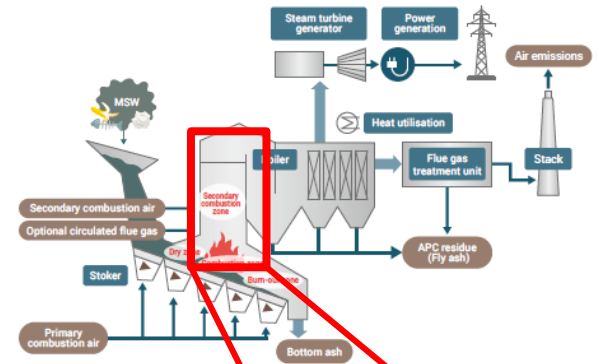 Steam turbine
generator
Power
generation
Air emissions
MSW
Heat utilisation
Flue gas
treatment unit
Stack
Secondary
combustion
zone
Secondary combustion air
Optional circulated flue gas
Dry zone
APC residue
(Fly ash)
Stoker
Burn-out zone
Primary
combustion air
Bottom ash